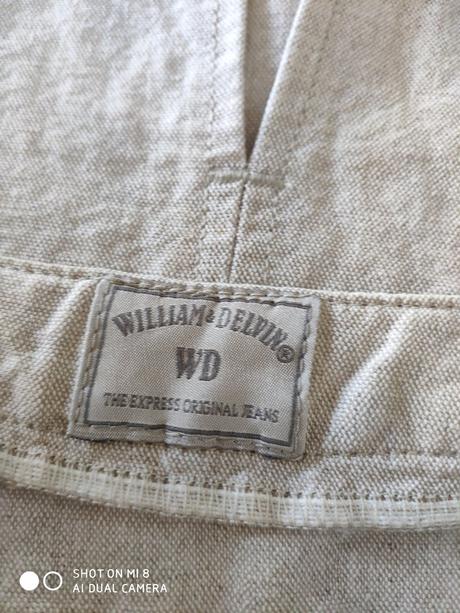 WILLIAM & DELVIN®
WD
THE EXPRESS ORIGINAL JEANS
SHOT ON MI 8
AI DUAL CAMERA